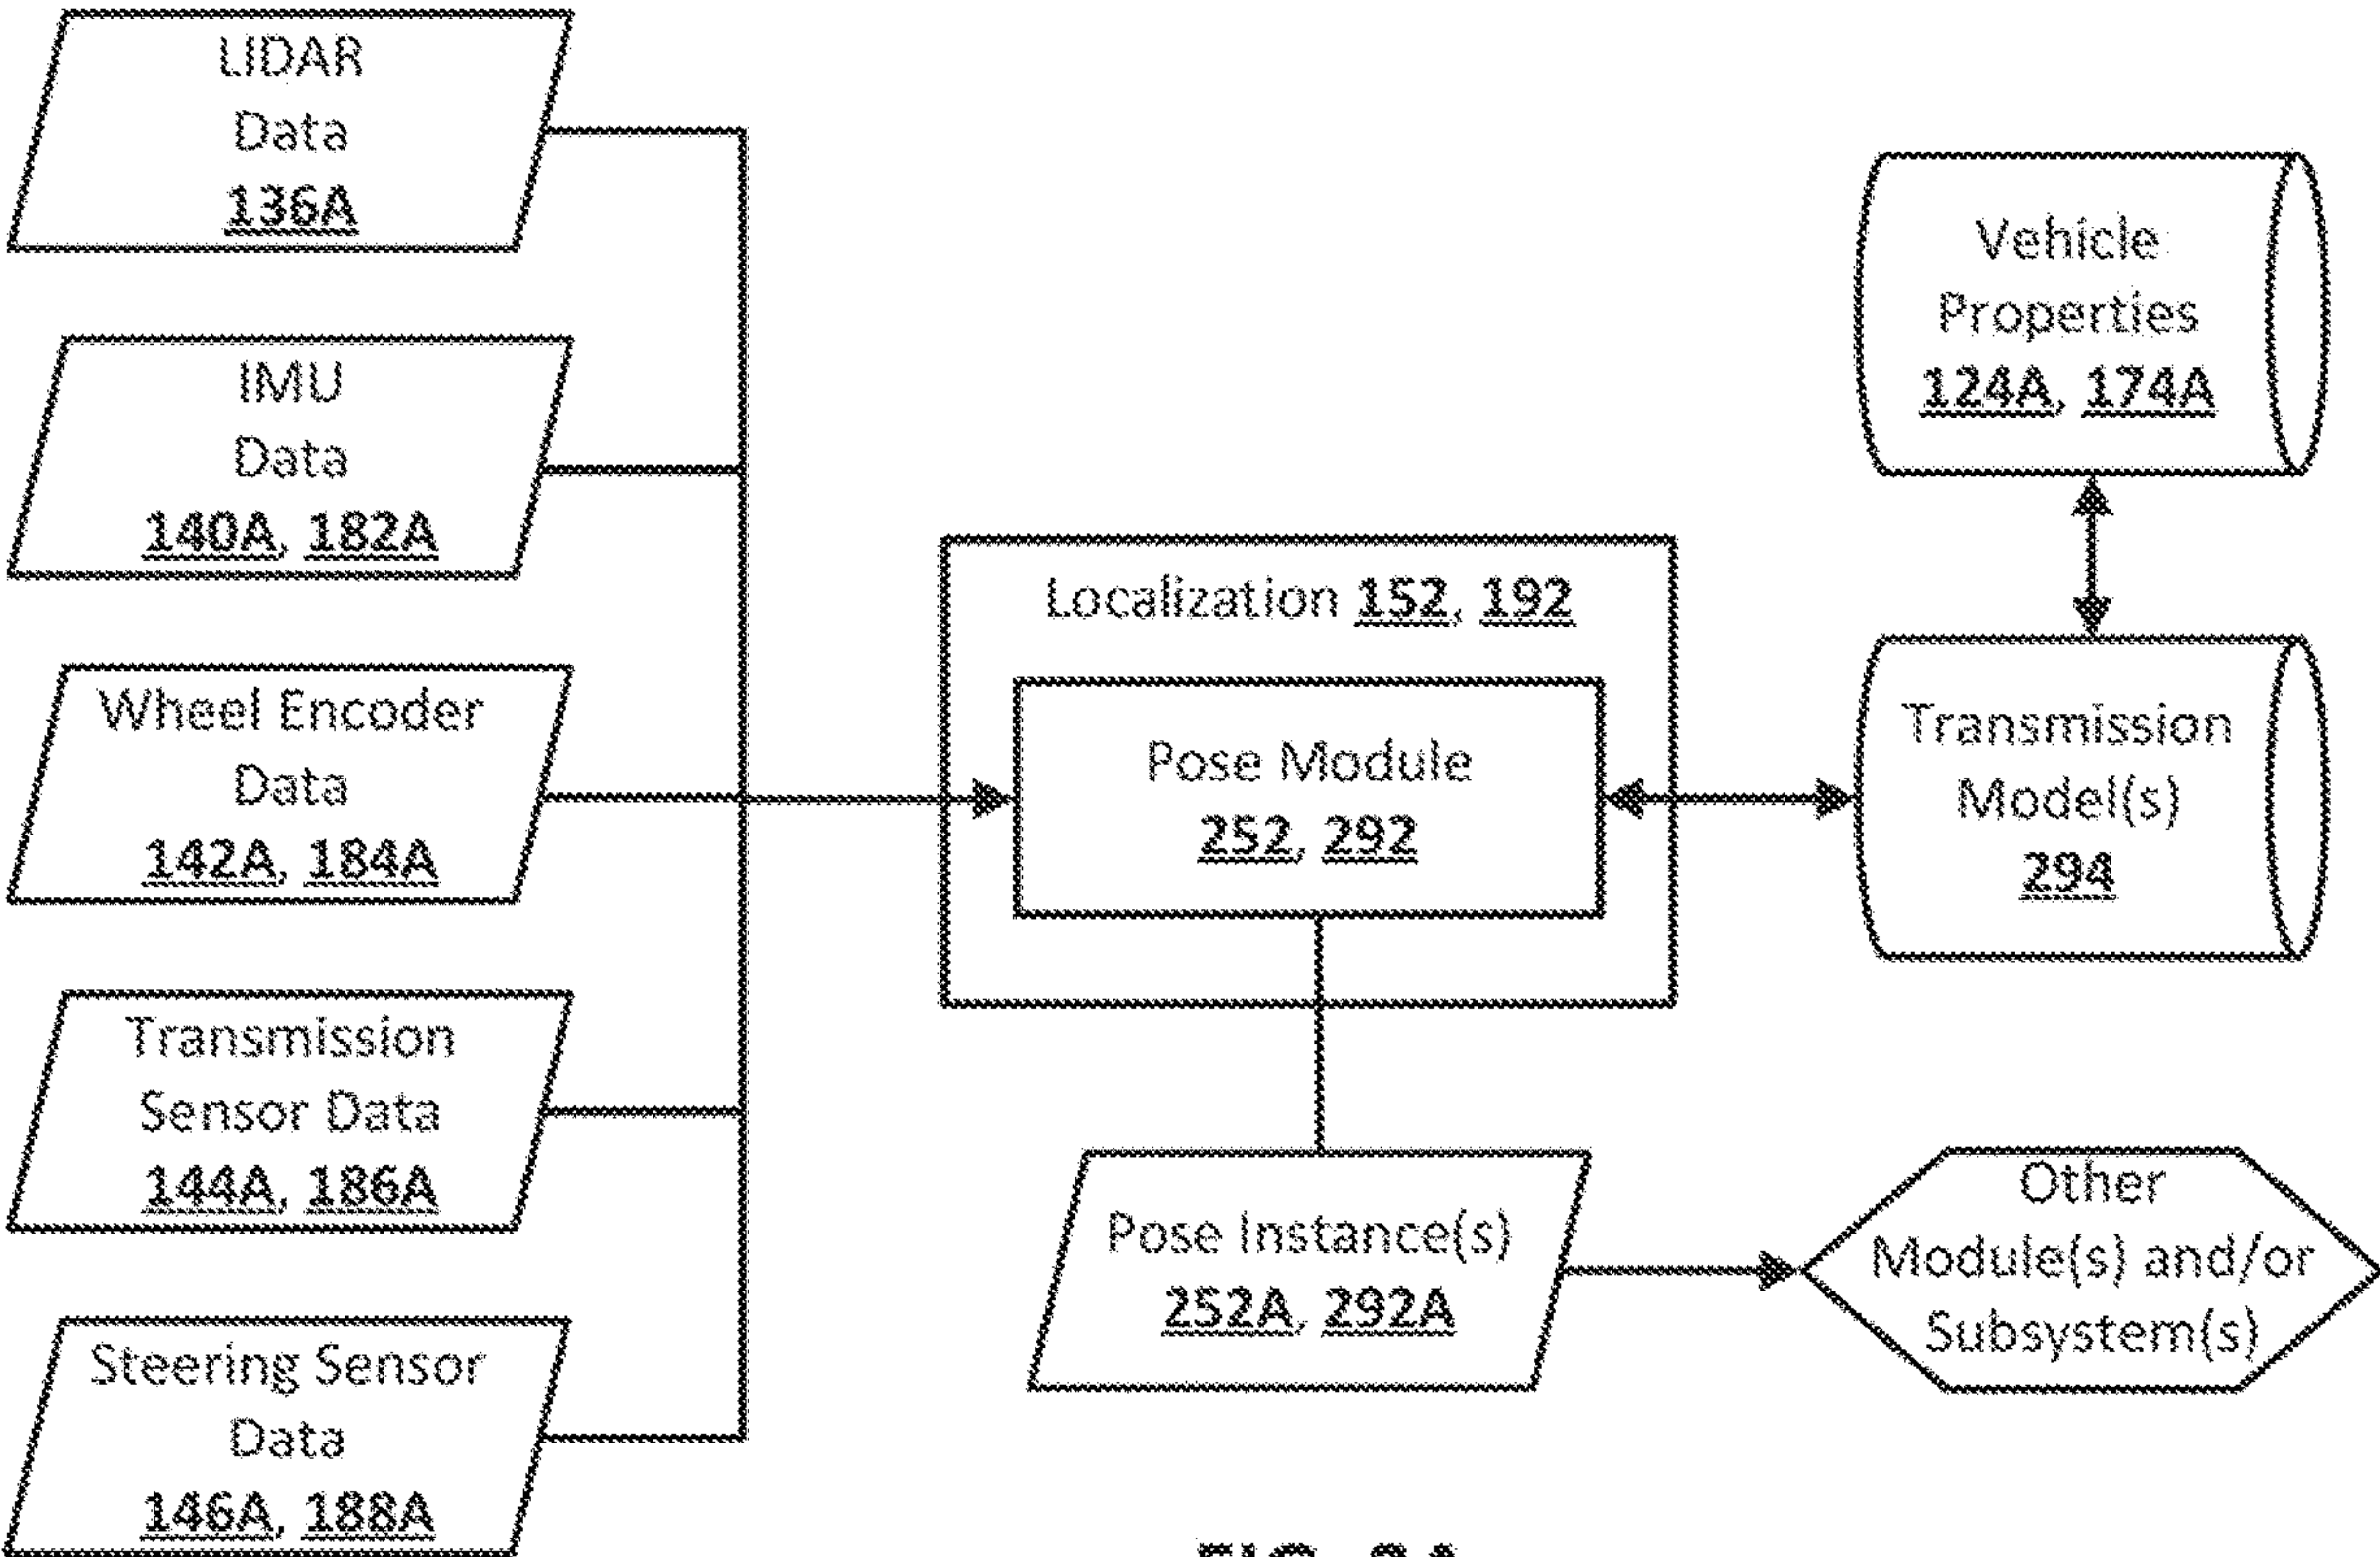 LIDAR
Data
136A
IMU
Data
140A, 182A
Wheel Encoder
Data
142A, 184A
Transmission
Sensor Data
144A, 186A
Steering Sensor
Data
146A, 188A
Localization 152, 192
Pose Module
252, 292
Pose Instance(s)
252A, 292A
Vehicle
Properties
124A, 174A
Transmission
Model(s)
294
Other
Module(s) and/or
Subsystem(s)
FIG.